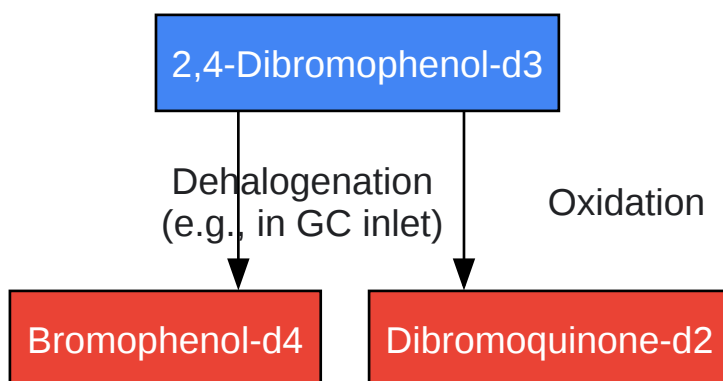 2,4-Dibromophenol-d3
Dehalogenation
(e.g., in GC inlet)
Oxidation
Bromophenol-d4
Dibromoquinone-d2